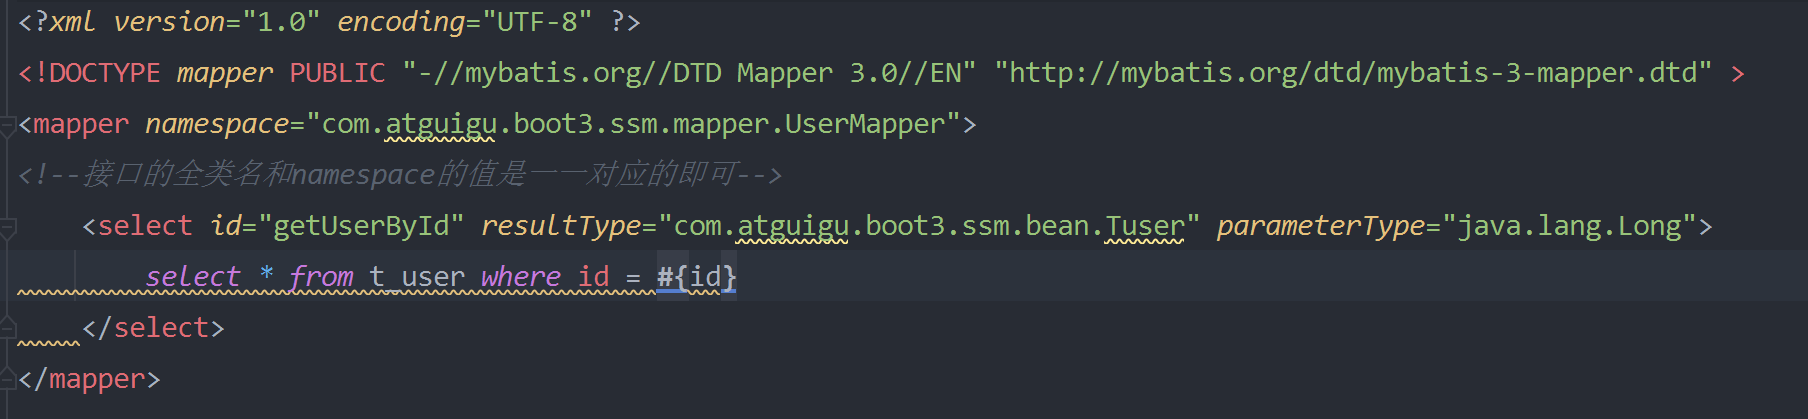 <?xml version="1.0" encoding="UTF-8" ?>
<!DOCTYPE mapper PUBLIC "-//mybatis.org//DTD Mapper 3.0//EN" "http://mybatis.org/dtd/mybatis-3-mapper.dtd" >
<mapper namespace="com.atguigu.boot3.ssm.mapper.UserMapper">
<!--接口的全类名和namespace的值是一一对应的即可-->
    <select id="getUserById" resultType="com.atguigu.boot3.ssm.bean.Tuser" parameterType="java.lang.Long">
        select * from t_user where id = #{id}
    </select>
</mapper>